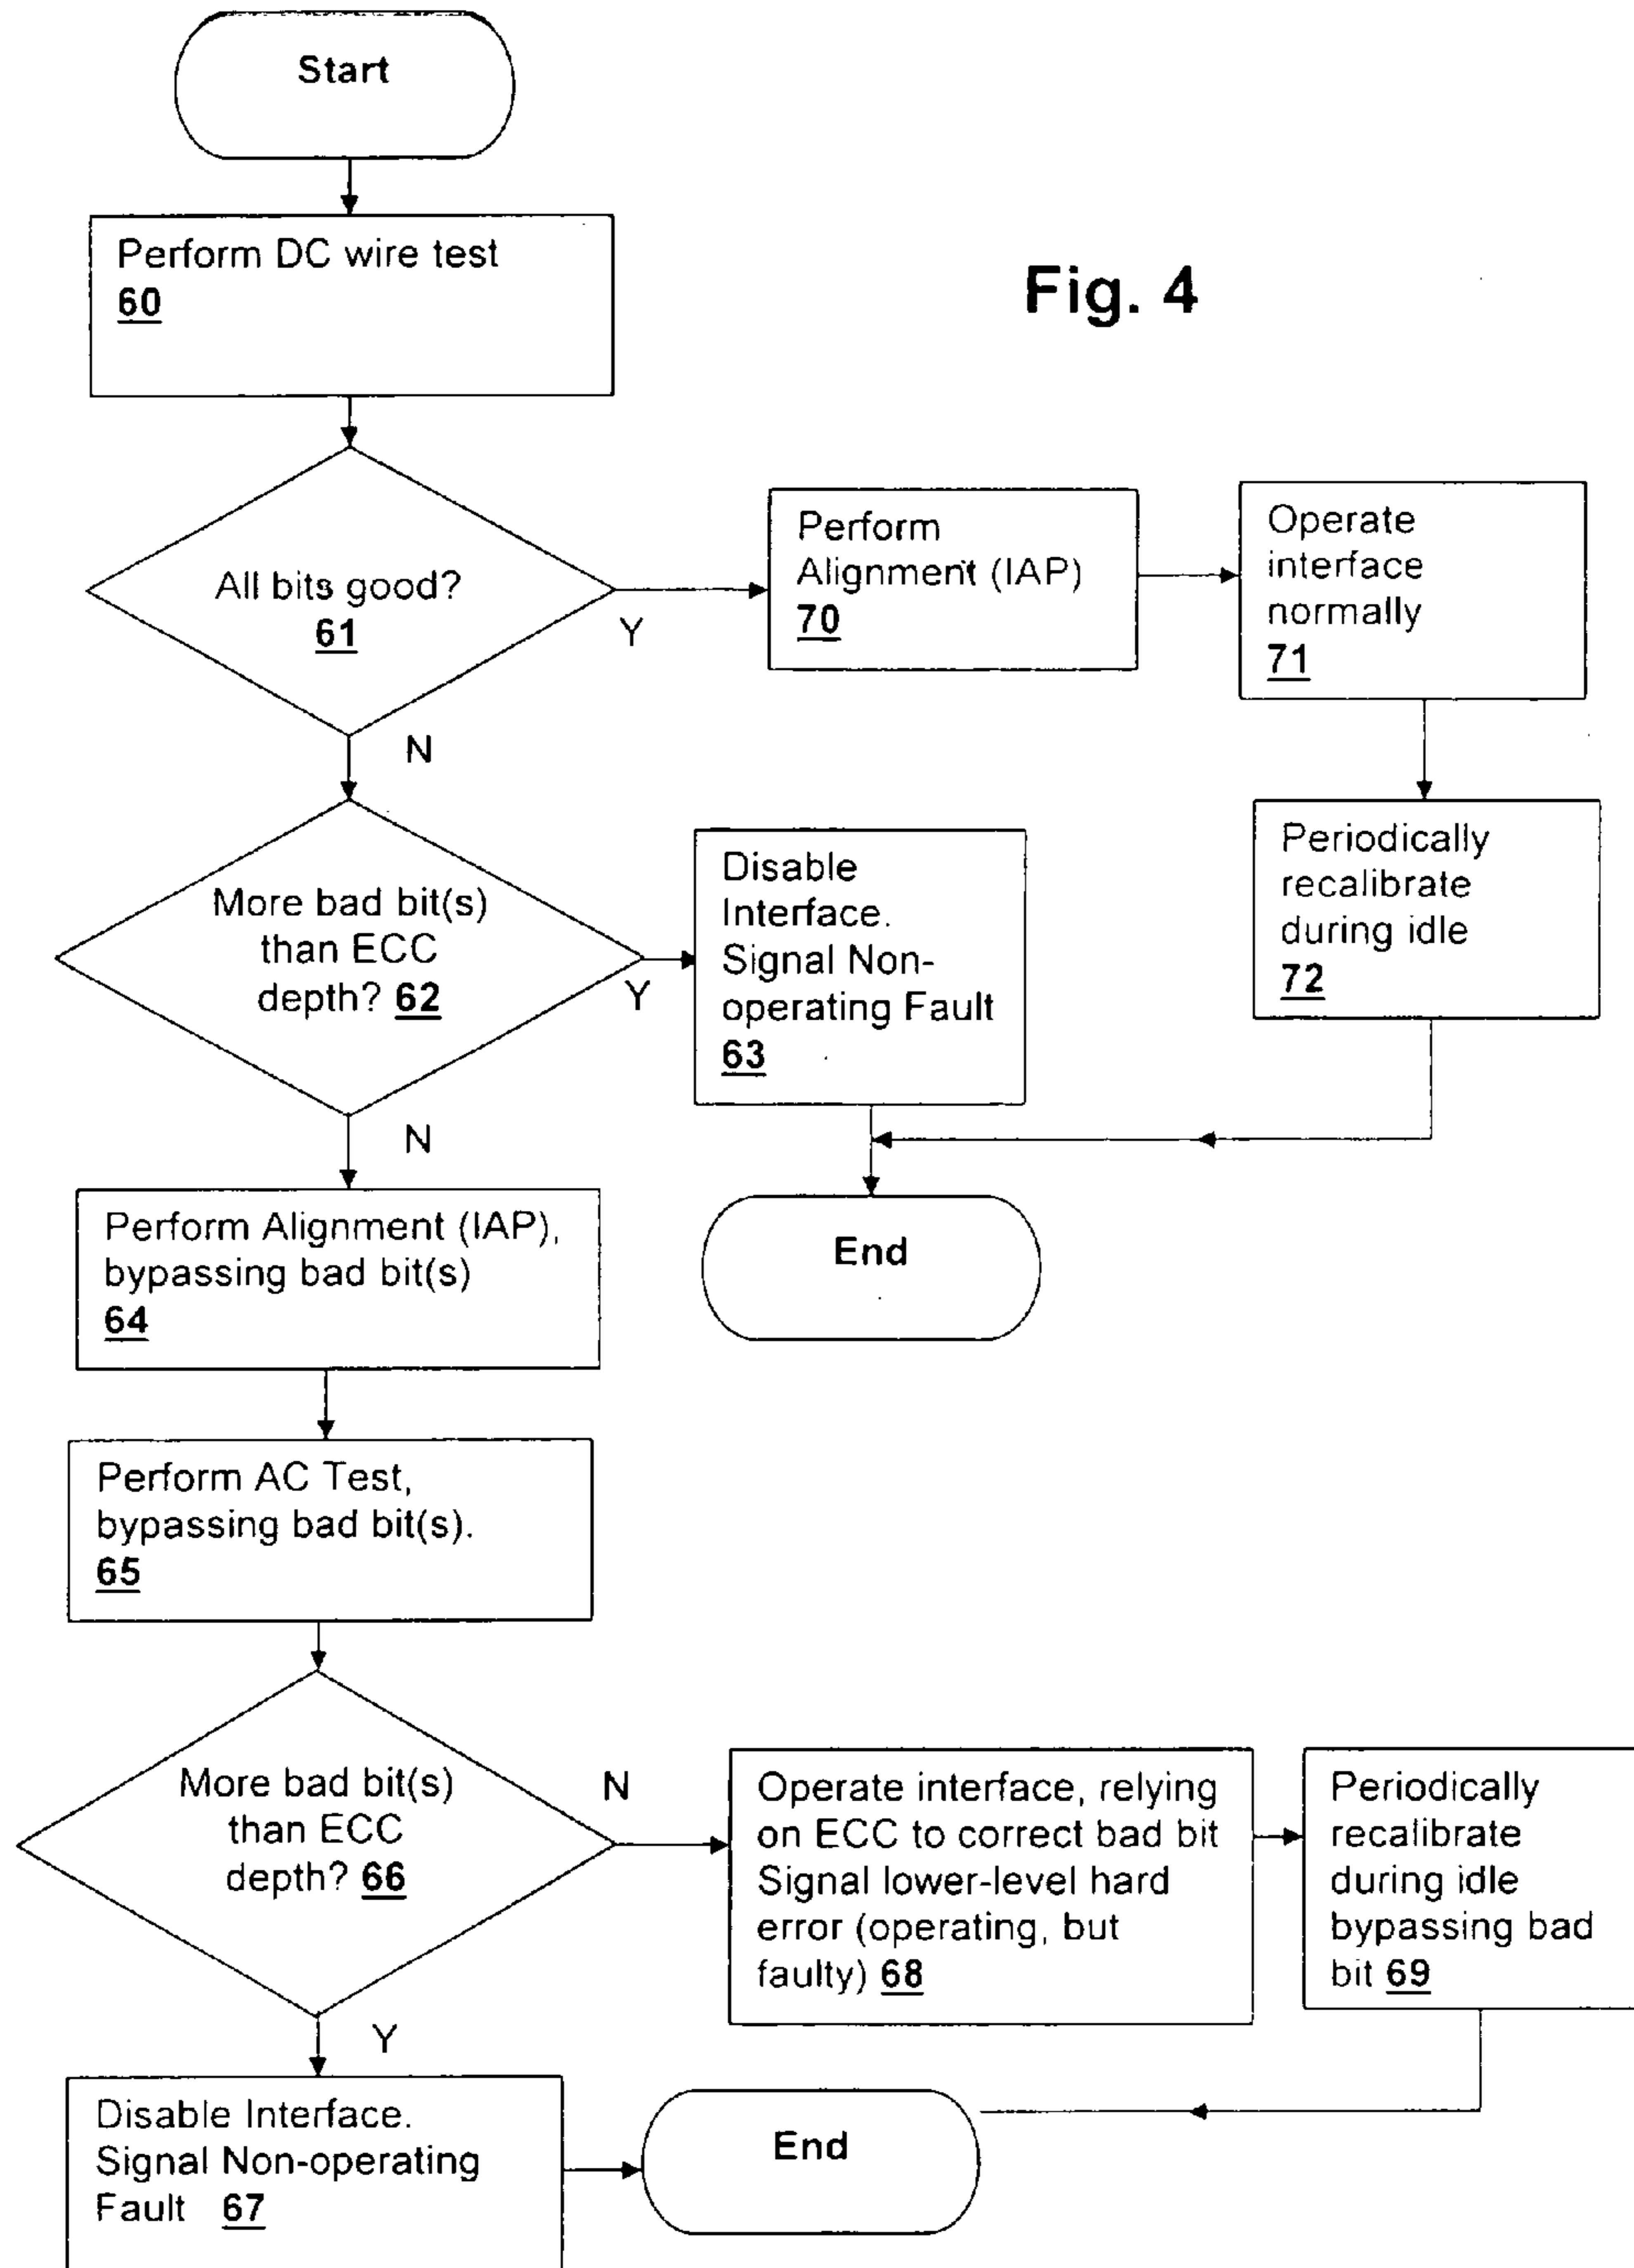 Start
Perform DC wire test
60
Fig. 4
All bits good?
61
Y
N
Perform
Alignment (IAP)
70
Operate
interface
normally
71
Periodically
recalibrate
during idle
72
More bad bit(s)
than ECC
depth? 62
Y
N
Disable
Interface.
Signal Non-
operating Fault
63
End
Perform Alignment (IAP),
bypassing bad bit(s)
64
Perform AC Test,
bypassing bad bit(s).
65
More bad bit(s)
than ECC
depth? 66
N
Y
Operate interface, relying
on ECC to correct bad bit
Signal lower-level hard
error (operating, but
faulty) 68
Periodically
recalibrate
during idle
bypassing bad
bit 69
Disable Interface.
Signal Non-operating
Fault 67
End